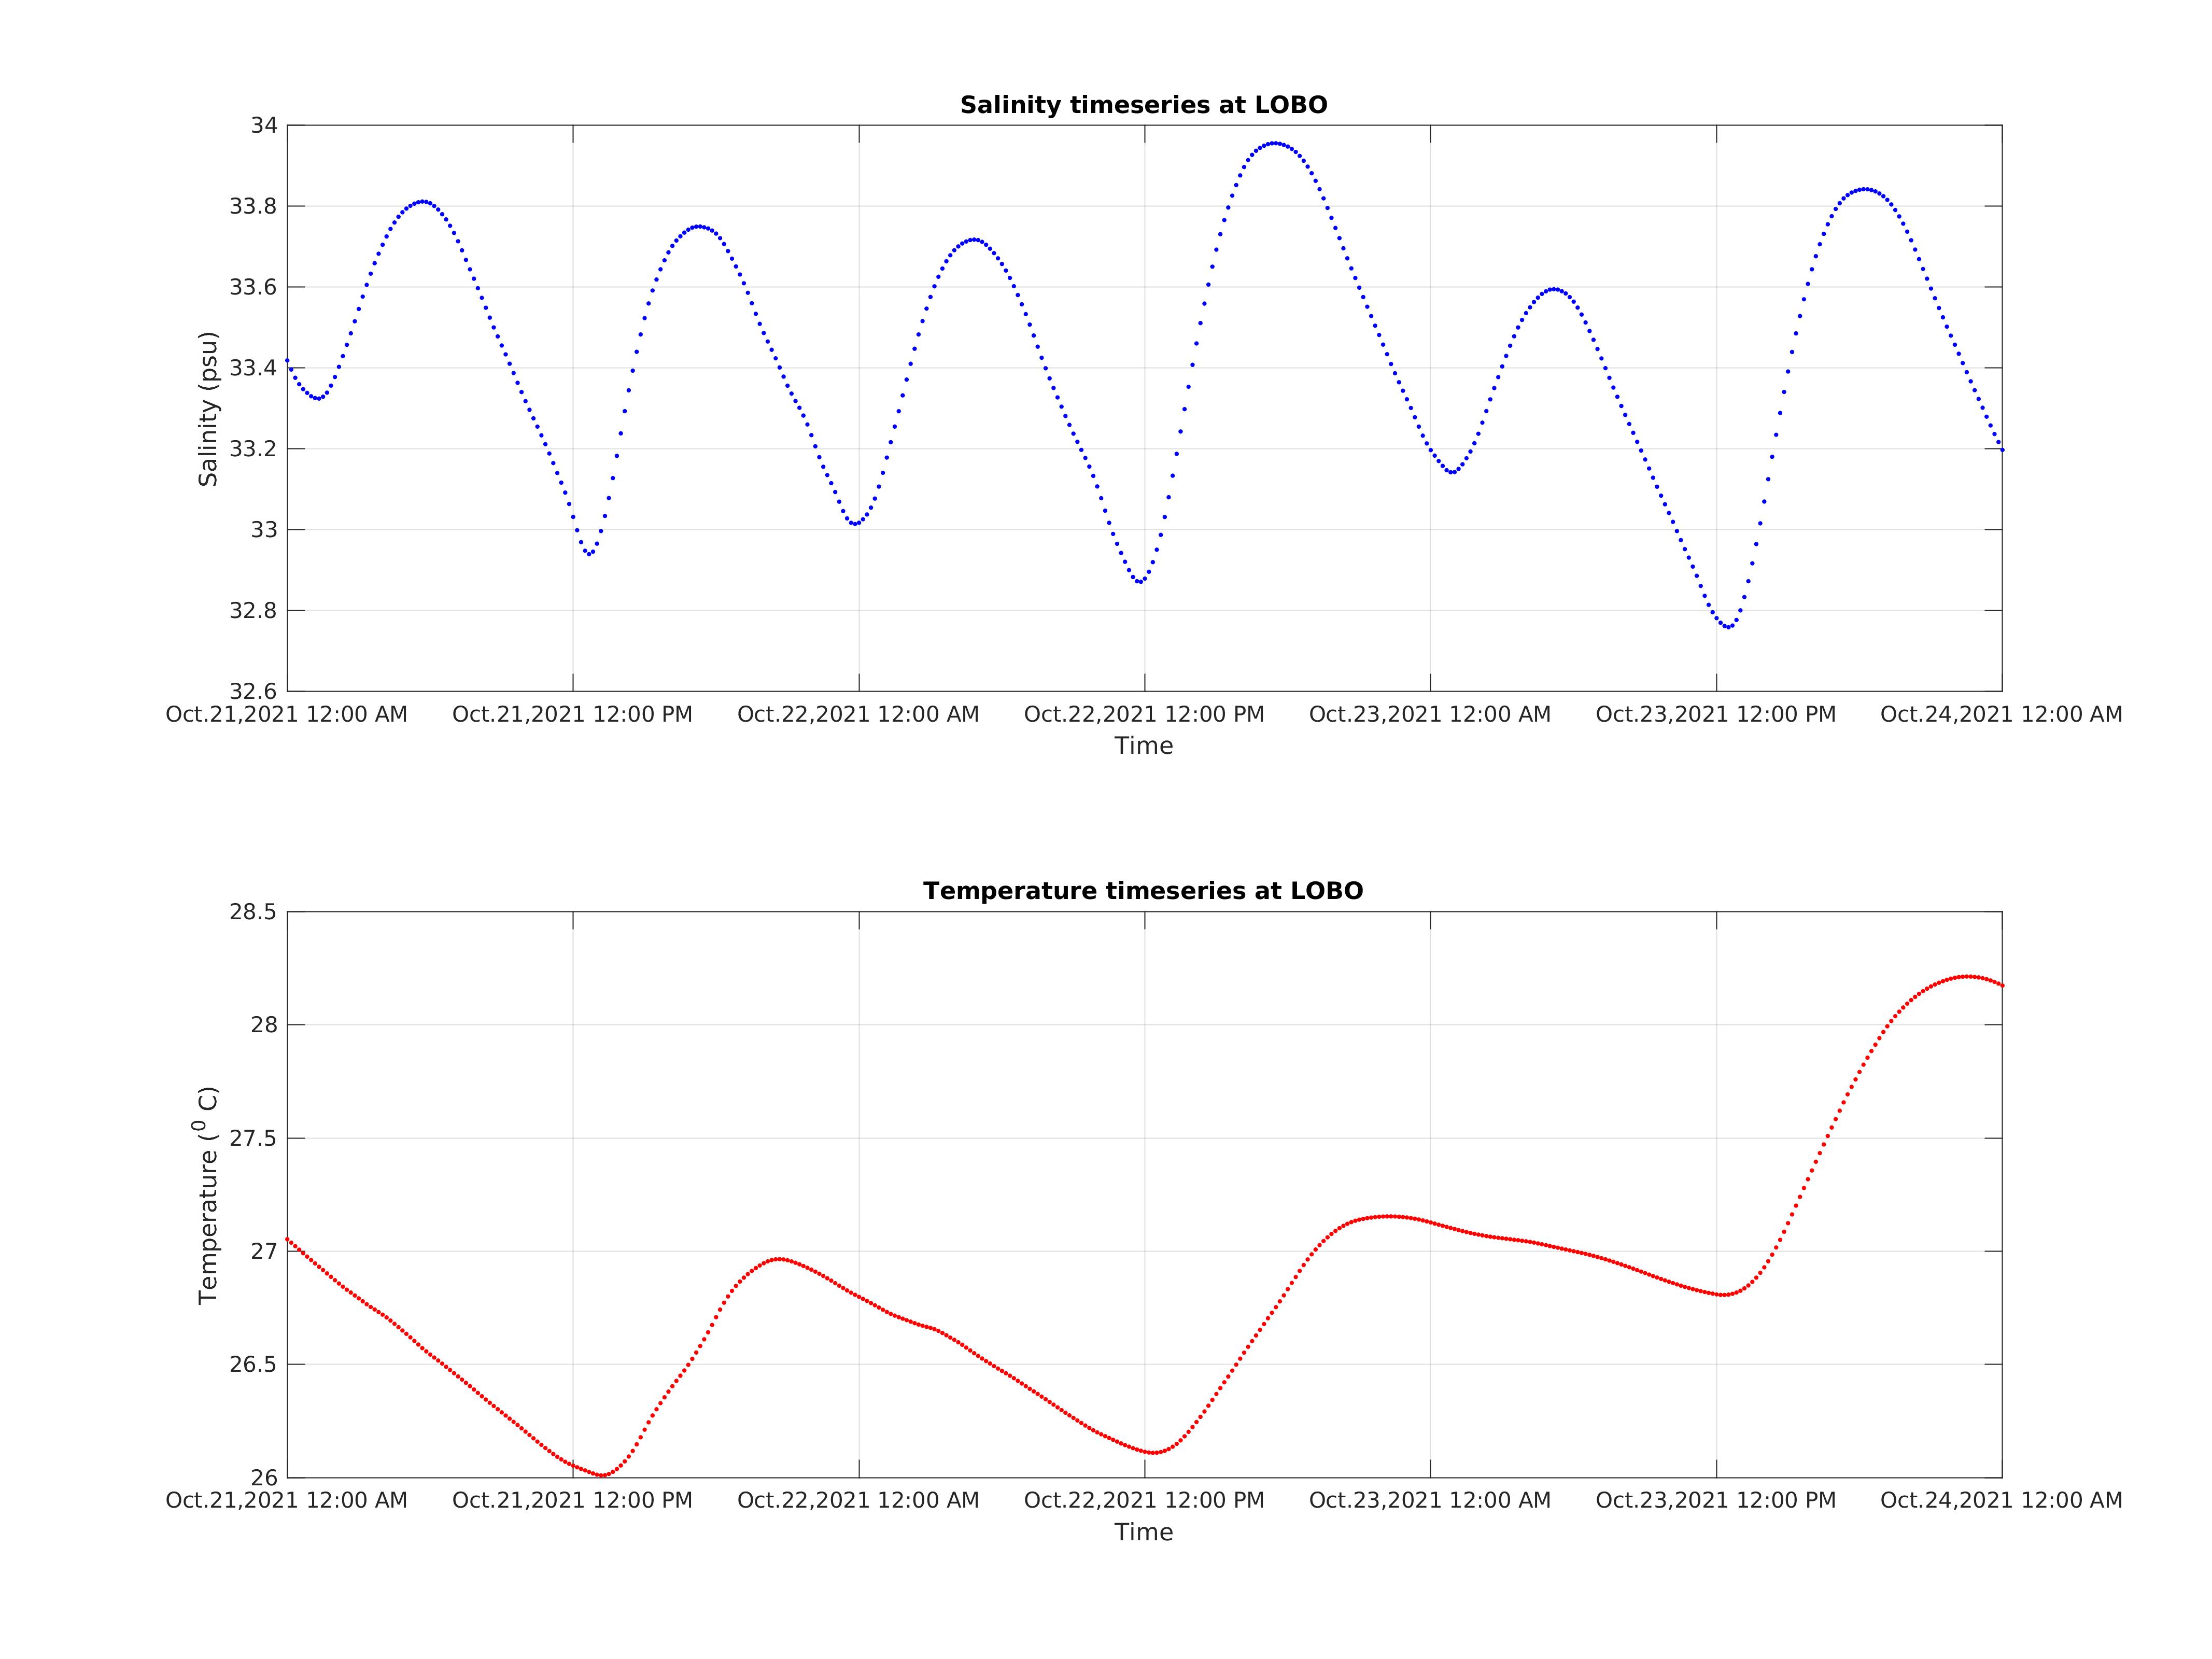 Salinity timeseries at LOBO
34
33.8
33.6
33.4
33.2
33
32.8
32.6
Salinity (psu)
Oct.21,2021 12:00 AM Oct.21,2021 12:00 PM Oct.22,2021 12:00 AM Oct.22,2021 12:00 PM Oct.23,2021 12:00 AM Oct.23,2021 12:00 PM Oct.24,2021 12:00 AM
Time
Temperature timeseries at LOBO
28.5
28
27.5
27
26.5
26
Temperature (⁰ C)
Oct.21,2021 12:00 AM Oct.21,2021 12:00 PM Oct.22,2021 12:00 AM Oct.22,2021 12:00 PM Oct.23,2021 12:00 AM Oct.23,2021 12:00 PM Oct.24,2021 12:00 AM
Time